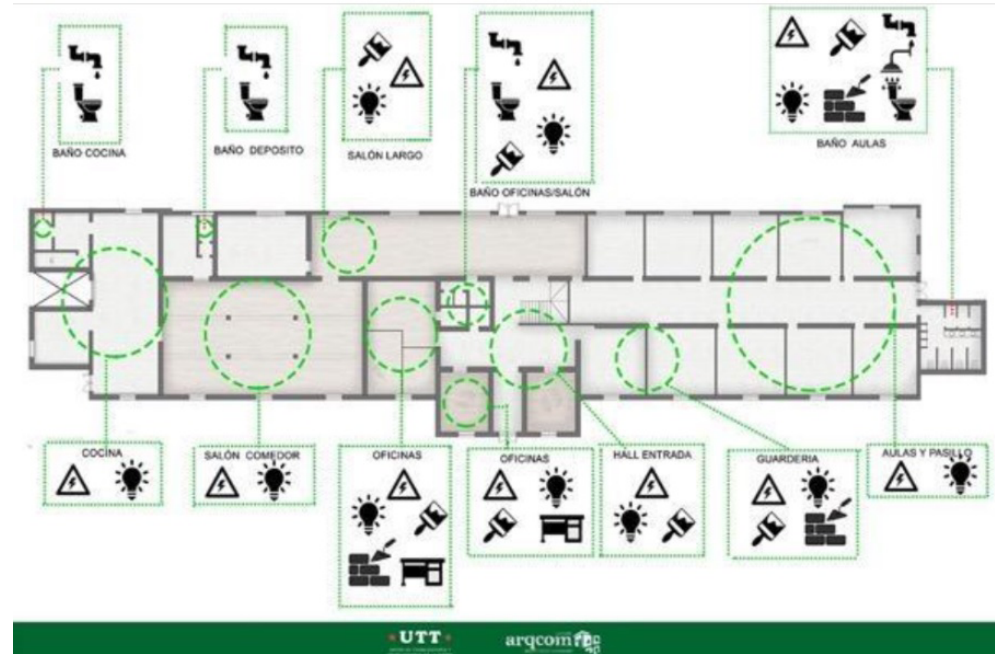 BAÑO COCINA
BAÑO DEPOSITO
SALÓN LARGO
BAÑO OFICINAS/SALÓN
BAÑO AULAS
COCINA
SALÓN COMEDOR
OFICINAS
OFICINAS
HALL ENTRADA
GUARDERIA
AULAS Y PASILLO
UTT
arqcom